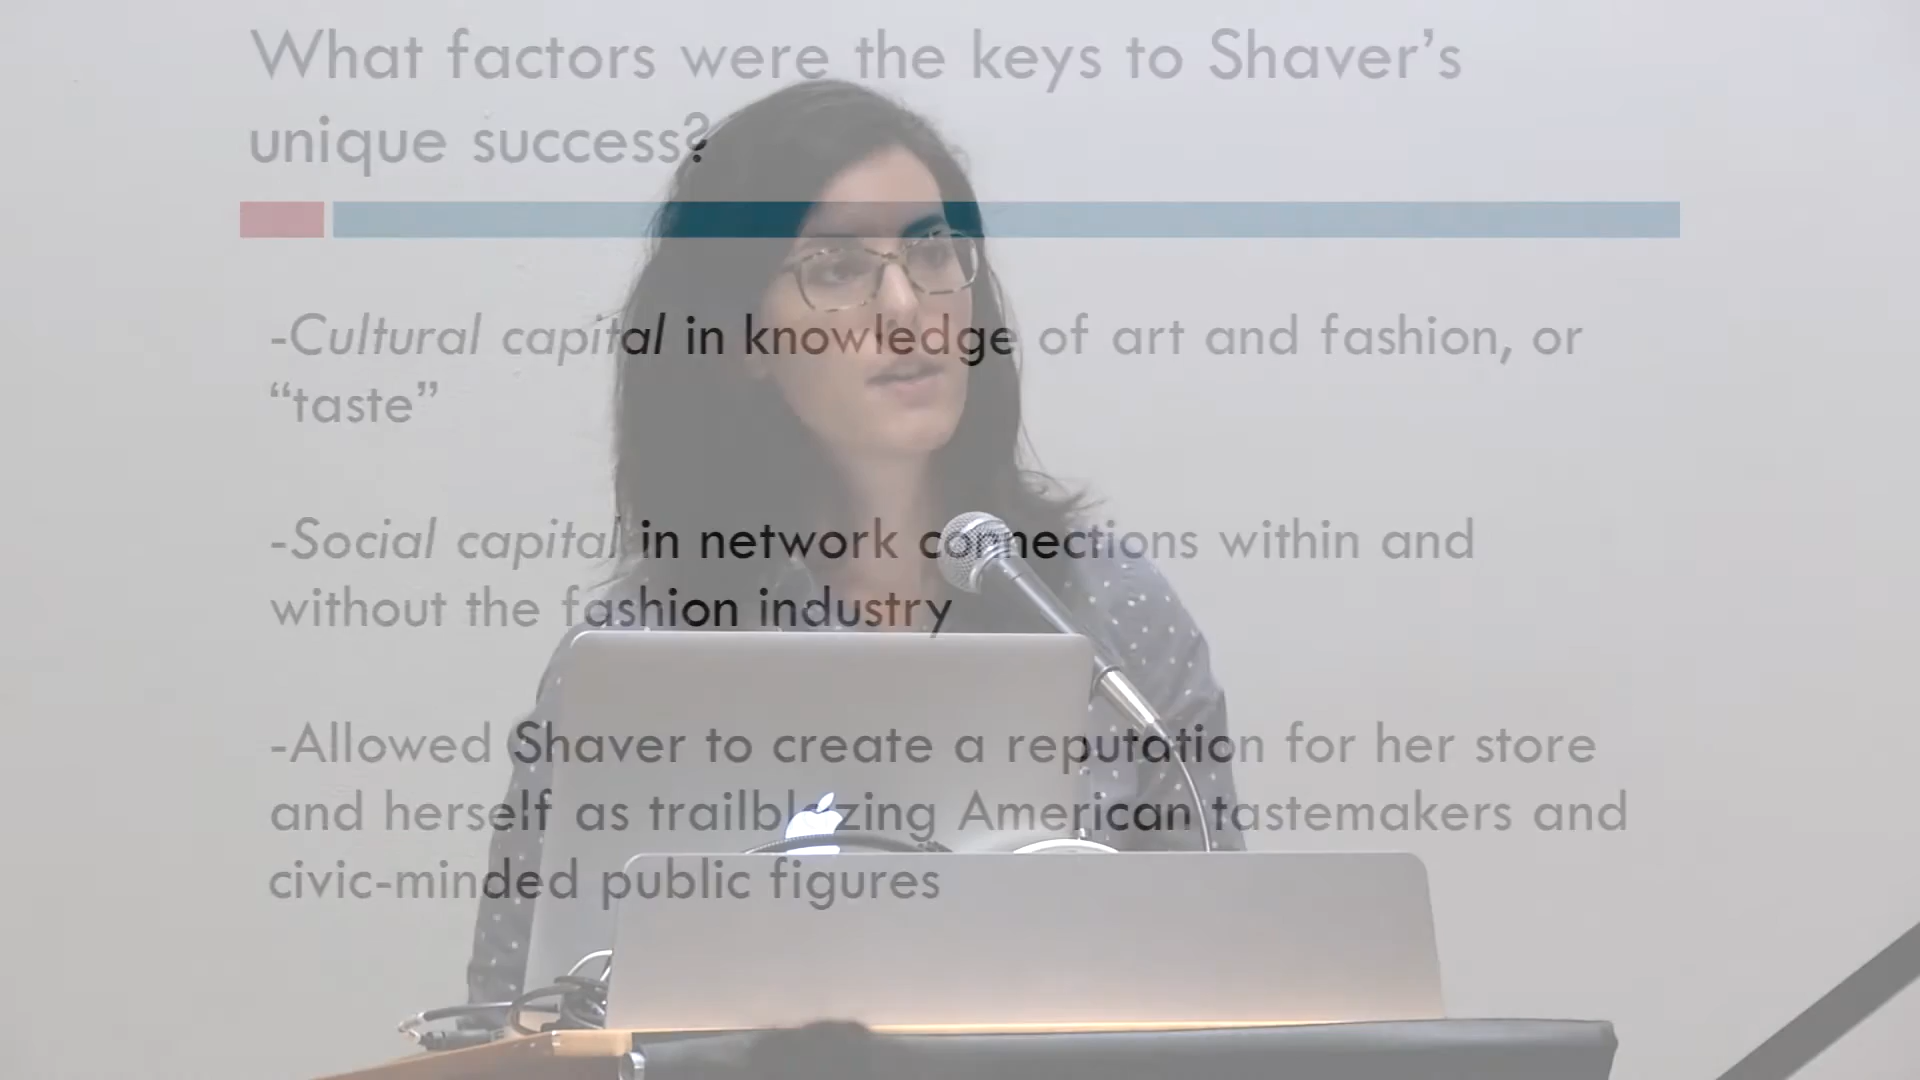 What factors were the keys to Shaver’s
unique success?
-Cultural capital in knowledge of art and fashion, or
“taste”
-Social capital in network connections within and
without the fashion industry
-Allowed Shaver to create a reputation for her store
and herself as trailblazing American tastemakers and
civic-minded public figures